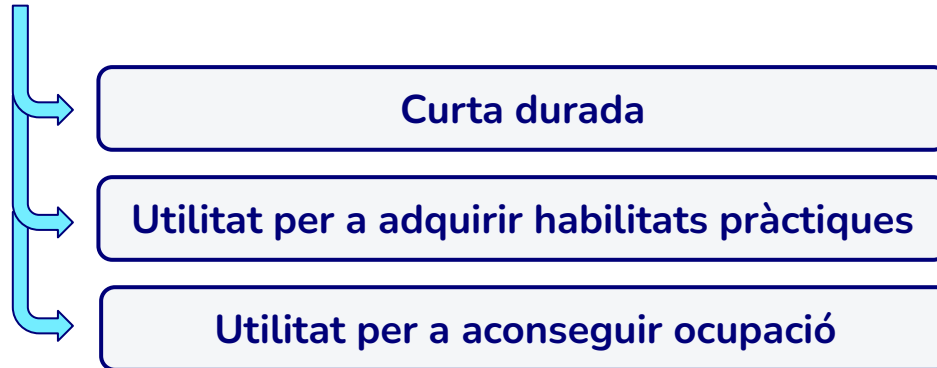 Curta durada
Utilitat per a adquirir habilitats pràctiques
Utilitat per a aconseguir ocupació